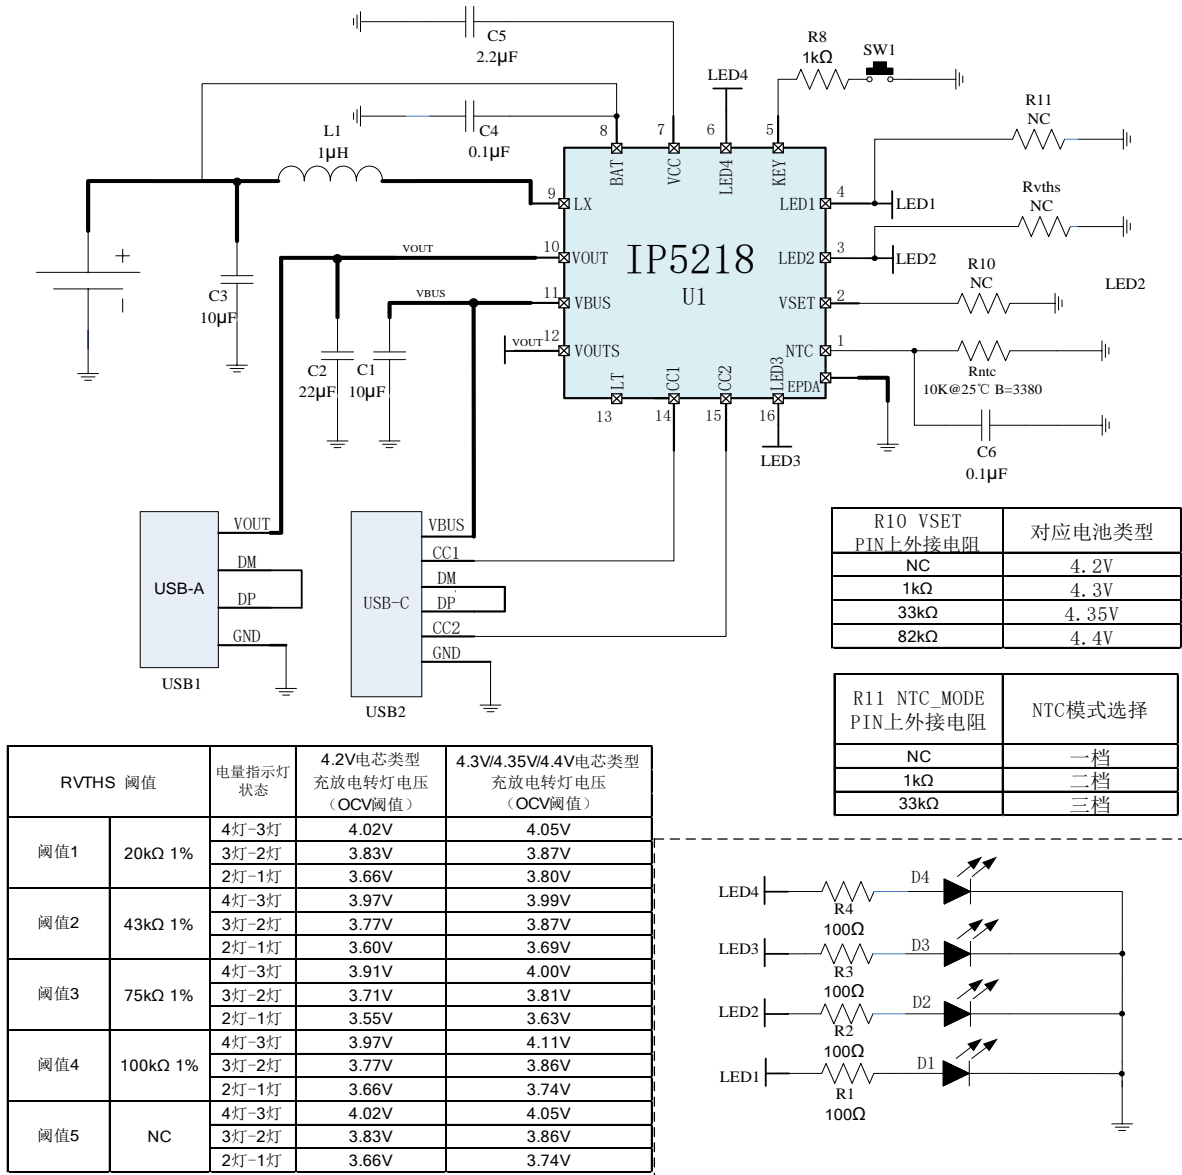 C5
2.2μF
R8
1kΩ
SW1
LED4
R11
NC
C4
0.1μF
L1
1μH
8
7
6
5
BAT
VCC
LED4
KEY
9
LX
LED1
4
LED1
Rvths
NC
10
VOUT
VOUT
IP5218
U1
LED2
3
LED2
R10
NC
LED2
VBUS
11
VBUS
VSET
2
VOUT
12
VOUTS
NTC
1
Rntc
10K@25℃ B=3380
+
C3
10μF
C2
22μF
C1
10μF
LT
CC1
CC2
LED3
EPDA
13
14
15
16
LED3
C6
0.1μF
USB-A
VOUT
DM
DP
GND
USB1
USB-C
VBUS
CC1
DM
DP
CC2
GND
USB2
R10 VSET
PIN上外接电阻
对应电池类型
NC 4.2V
1kΩ 4.3V
33kΩ 4.35V
82kΩ 4.4V
R11 NTC_MODE
PIN上外接电阻
NTC模式选择
NC 一档
1kΩ 二档
33kΩ 三档
RVTHS 阈值
电量指示灯
状态
4.2V电芯类型
充放电转灯电压
（OCV阈值）
4.3V/4.35V/4.4V电芯类型
充放电转灯电压
（OCV阈值）
阈值1 20kΩ 1%
4灯-3灯 4.02V 4.05V
3灯-2灯 3.83V 3.87V
2灯-1灯 3.66V 3.80V
阈值2 43kΩ 1%
4灯-3灯 3.97V 3.99V
3灯-2灯 3.77V 3.87V
2灯-1灯 3.60V 3.69V
阈值3 75kΩ 1%
4灯-3灯 3.91V 4.00V
3灯-2灯 3.71V 3.81V
2灯-1灯 3.55V 3.63V
阈值4 100kΩ 1%
4灯-3灯 3.97V 4.11V
3灯-2灯 3.77V 3.86V
2灯-1灯 3.66V 3.74V
阈值5 NC
4灯-3灯 4.02V 4.05V
3灯-2灯 3.83V 3.86V
2灯-1灯 3.66V 3.74V
LED4
R4
100Ω
D4
LED3
R3
100Ω
D3
LED2
R2
100Ω
D2
LED1
R1
100Ω
D1